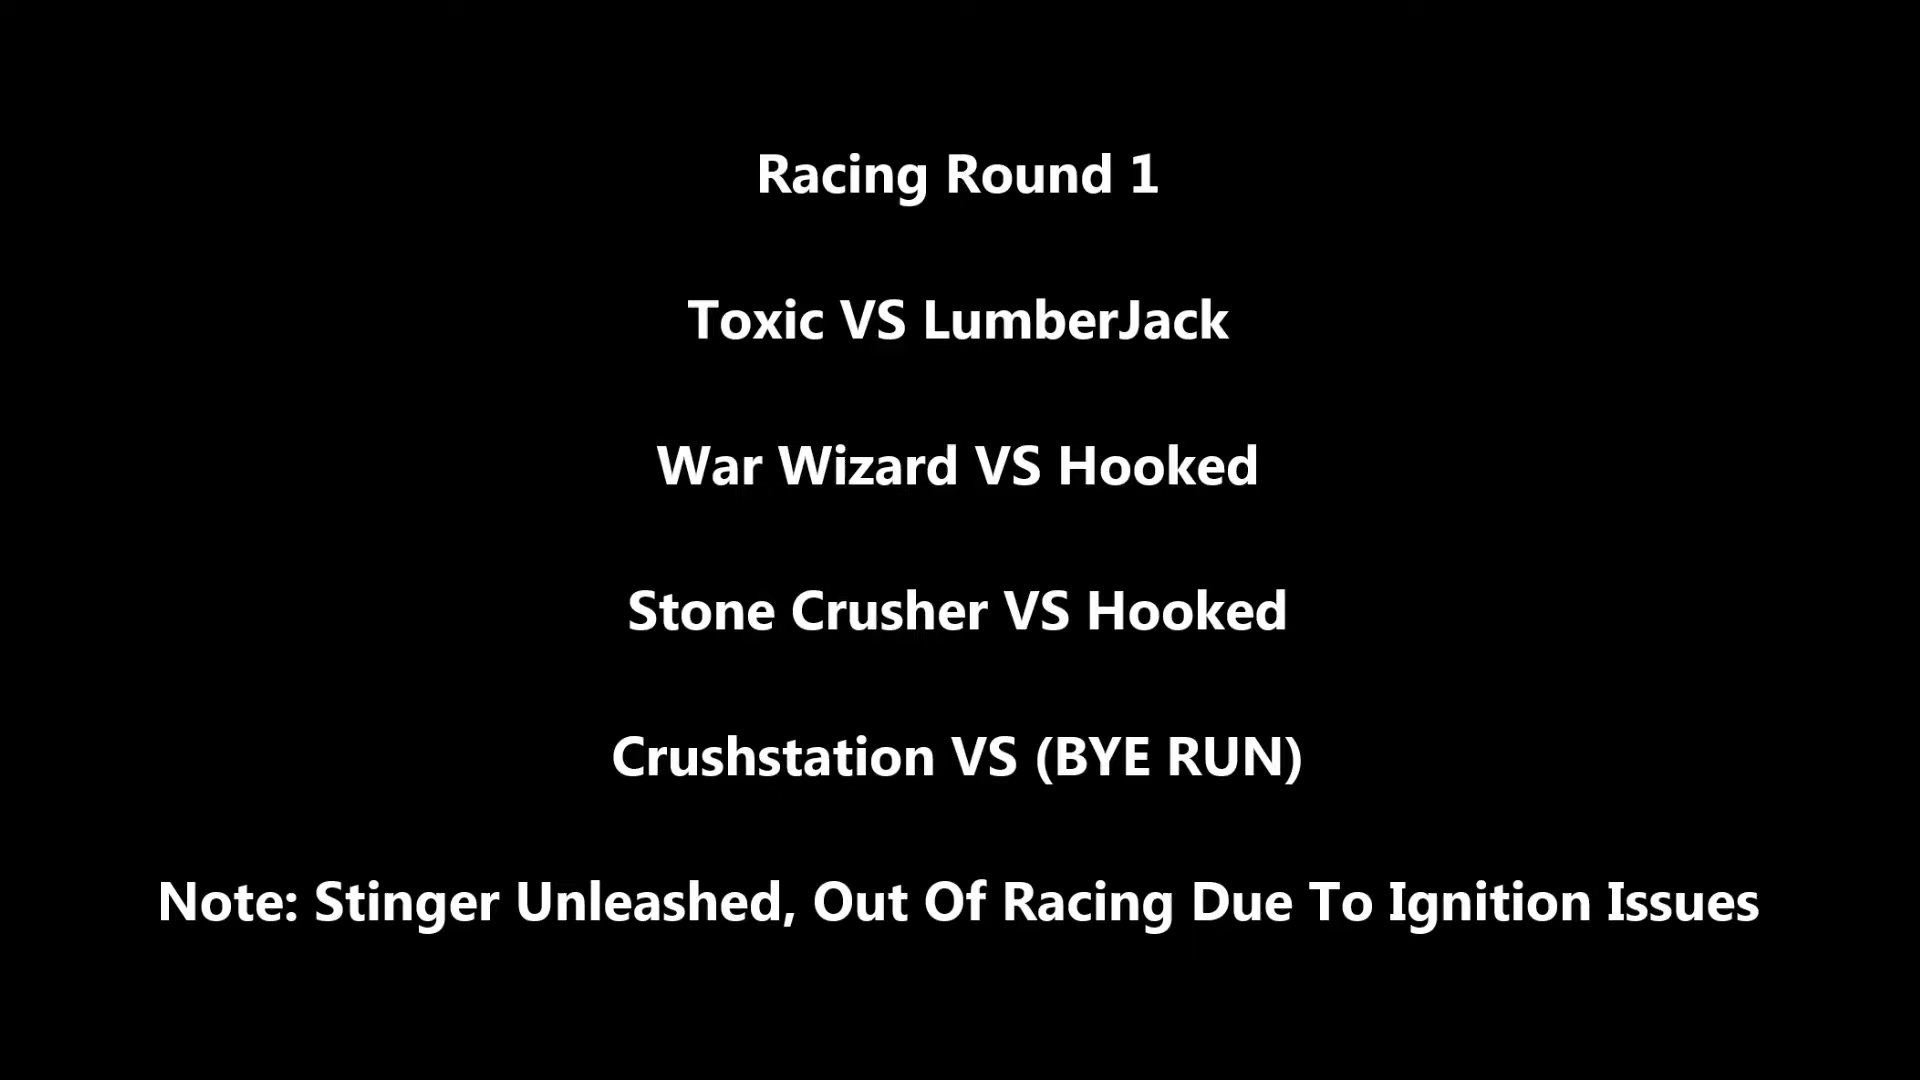 Racing Round 1
Toxic VS LumberJack
War Wizard VS Hooked
Stone Crusher VS Hooked
Crushstation VS (BYE RUN)
Note: Stinger Unleashed, Out Of Racing Due To Ignition Issues